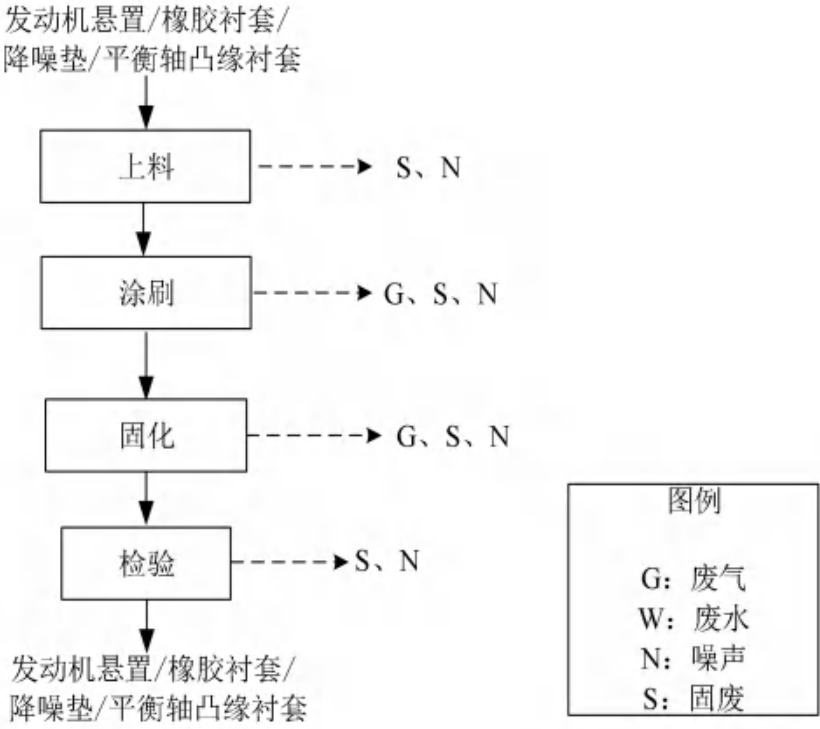 发动机悬置/橡胶衬套/
降噪垫/平衡轴凸缘衬套
上料
S、N
涂刷
G、S、N
固化
G、S、N
检验
S、N
发动机悬置/橡胶衬套/
降噪垫/平衡轴凸缘衬套
图例
G：废气
W：废水
N：噪声
S：固废